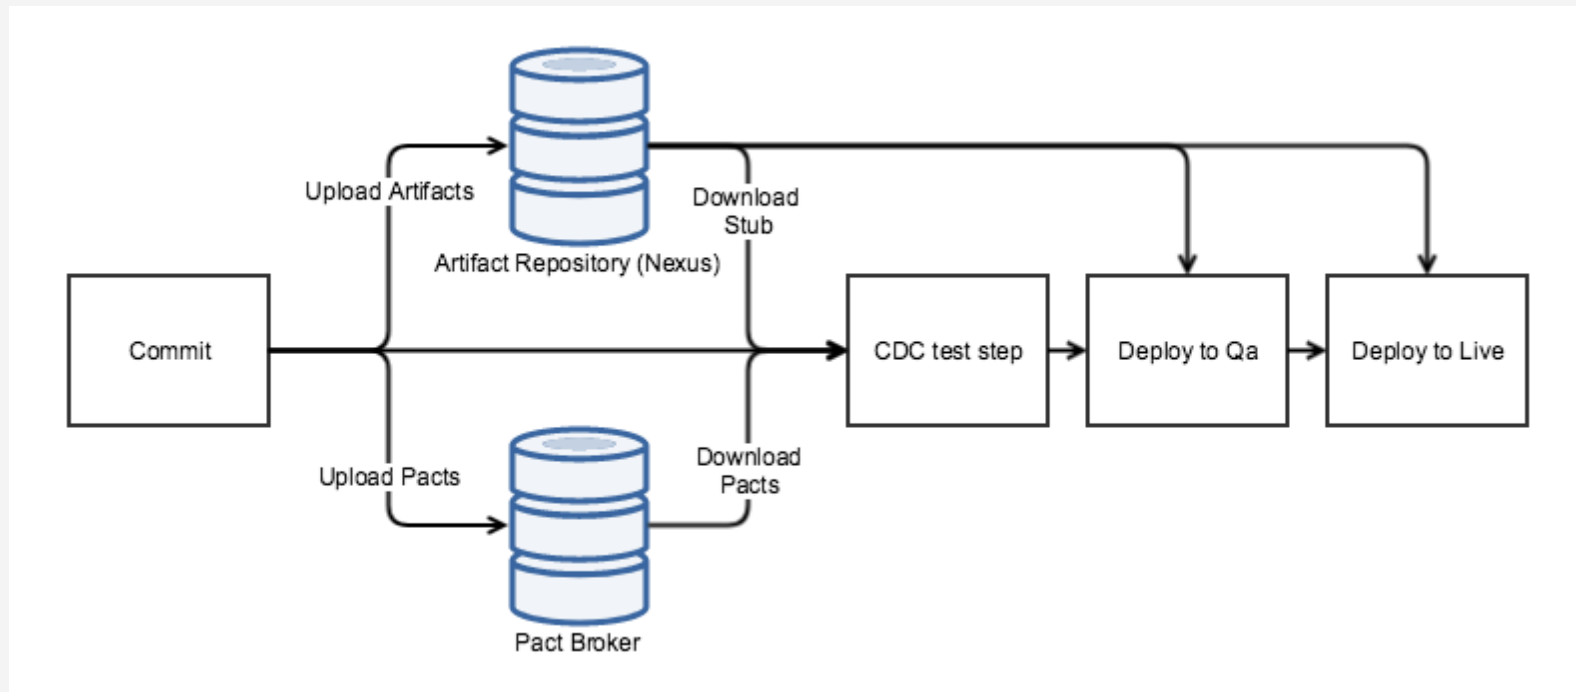 Upload Artifacts
Download
Stub
Artifact Repository (Nexus)
Commit
CDC test step
Deploy to Qa
Deploy to Live
Upload Pacts
Download
Pacts
Pact Broker